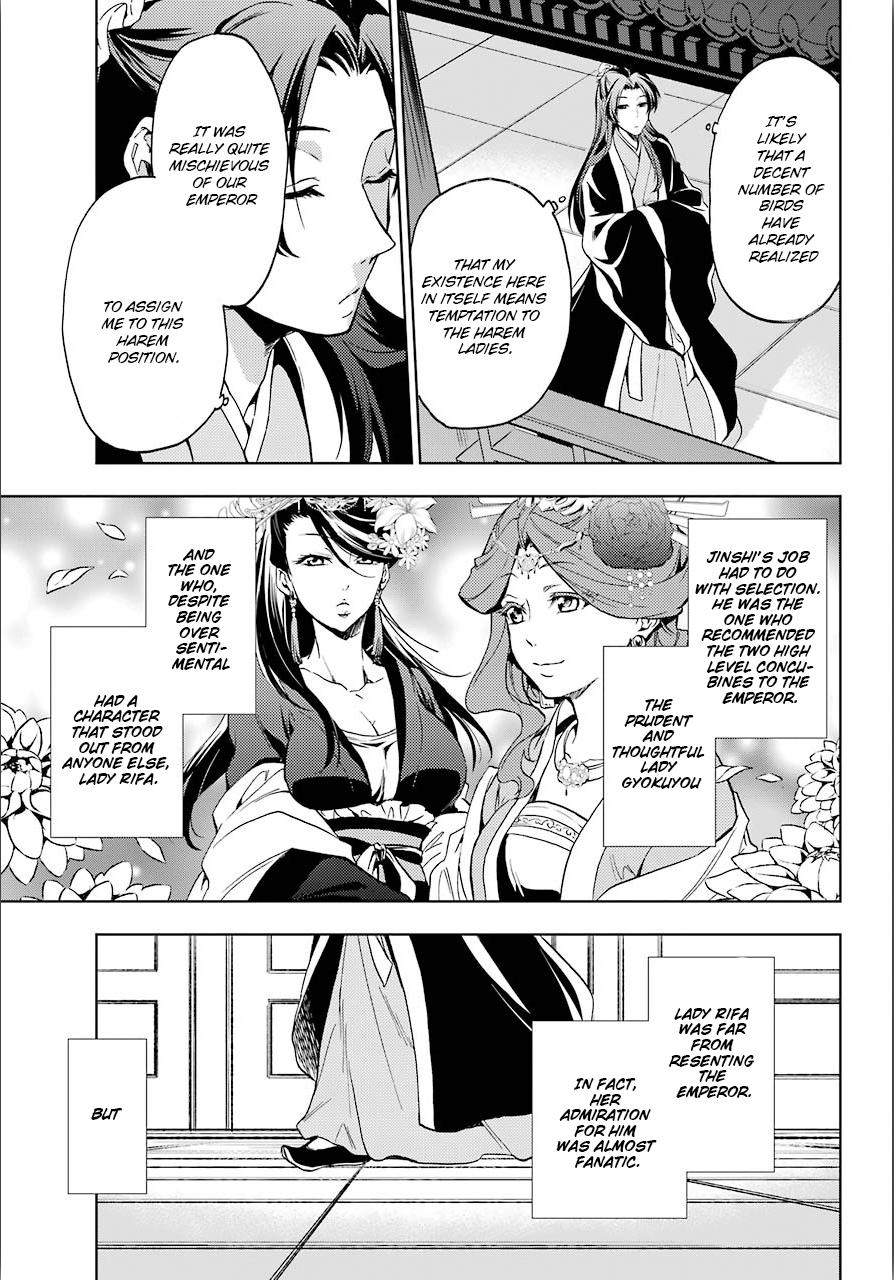 IT'S
LIKELY
THAT A
DECENT
NUMBER OF
BIRDS
HAVE
ALREADY
REALIZED
THAT MY
EXISTENCE HERE
IN ITSELF MEANS
TEMPTATION TO
THE HAREM
LADIES.
IT WAS
REALLY QUITE
MISCHIEVOUS
OF OUR
EMPEROR
TO ASSIGN
ME TO THIS
HAREM
POSITION.
JINSHI'S JOB
HAD TO DO
WITH SELECTION.
HE WAS THE
ONE WHO
RECOMMENDED
THE TWO HIGH
LEVEL CONCU-
BINES TO THE
EMPEROR.
THE
PRUDENT
AND
THOUGHTFUL
LADY
GYOKUYOU
AND
THE ONE
WHO,
DESPITE
BEING
OVER
SENTI-
MENTAL
HAD A
CHARACTER
THAT STOOD
OUT FROM
ANYONE ELSE,
LADY RIFA.
LADY RIFA
WAS FAR
FROM
RESENTING
THE
EMPEROR.
IN FACT,
HER
ADMIRATION
FOR HIM
WAS ALMOST
FANATIC.
BUT